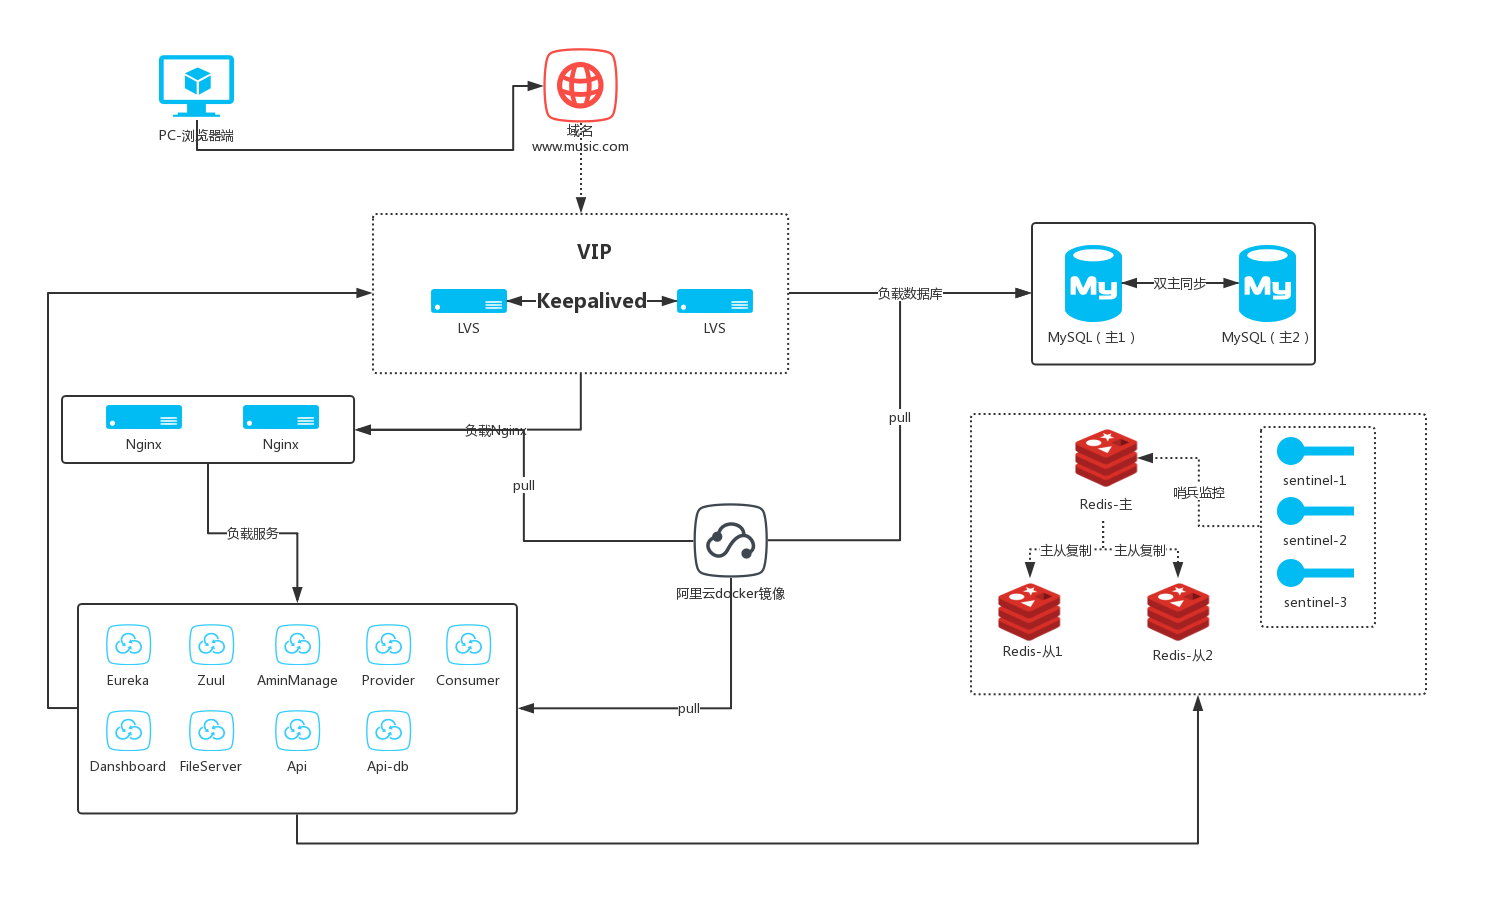 PC-浏览器端
域名
www.music.com
VIP
Keepalived
LVS
LVS
负载数据库
双主同步
MySQL（主1）
MySQL（主2）
Nginx
Nginx
负载Nginx
pull
pull
负载服务
阿里云docker镜像
pull
Redis-主
哨兵监控
sentinel-1
sentinel-2
sentinel-3
主从复制
主从复制
Redis-从1
Redis-从2
Eureka
Zuul
AminManage
Provider
Consumer
Danshboard
FileServer
Api
Api-db